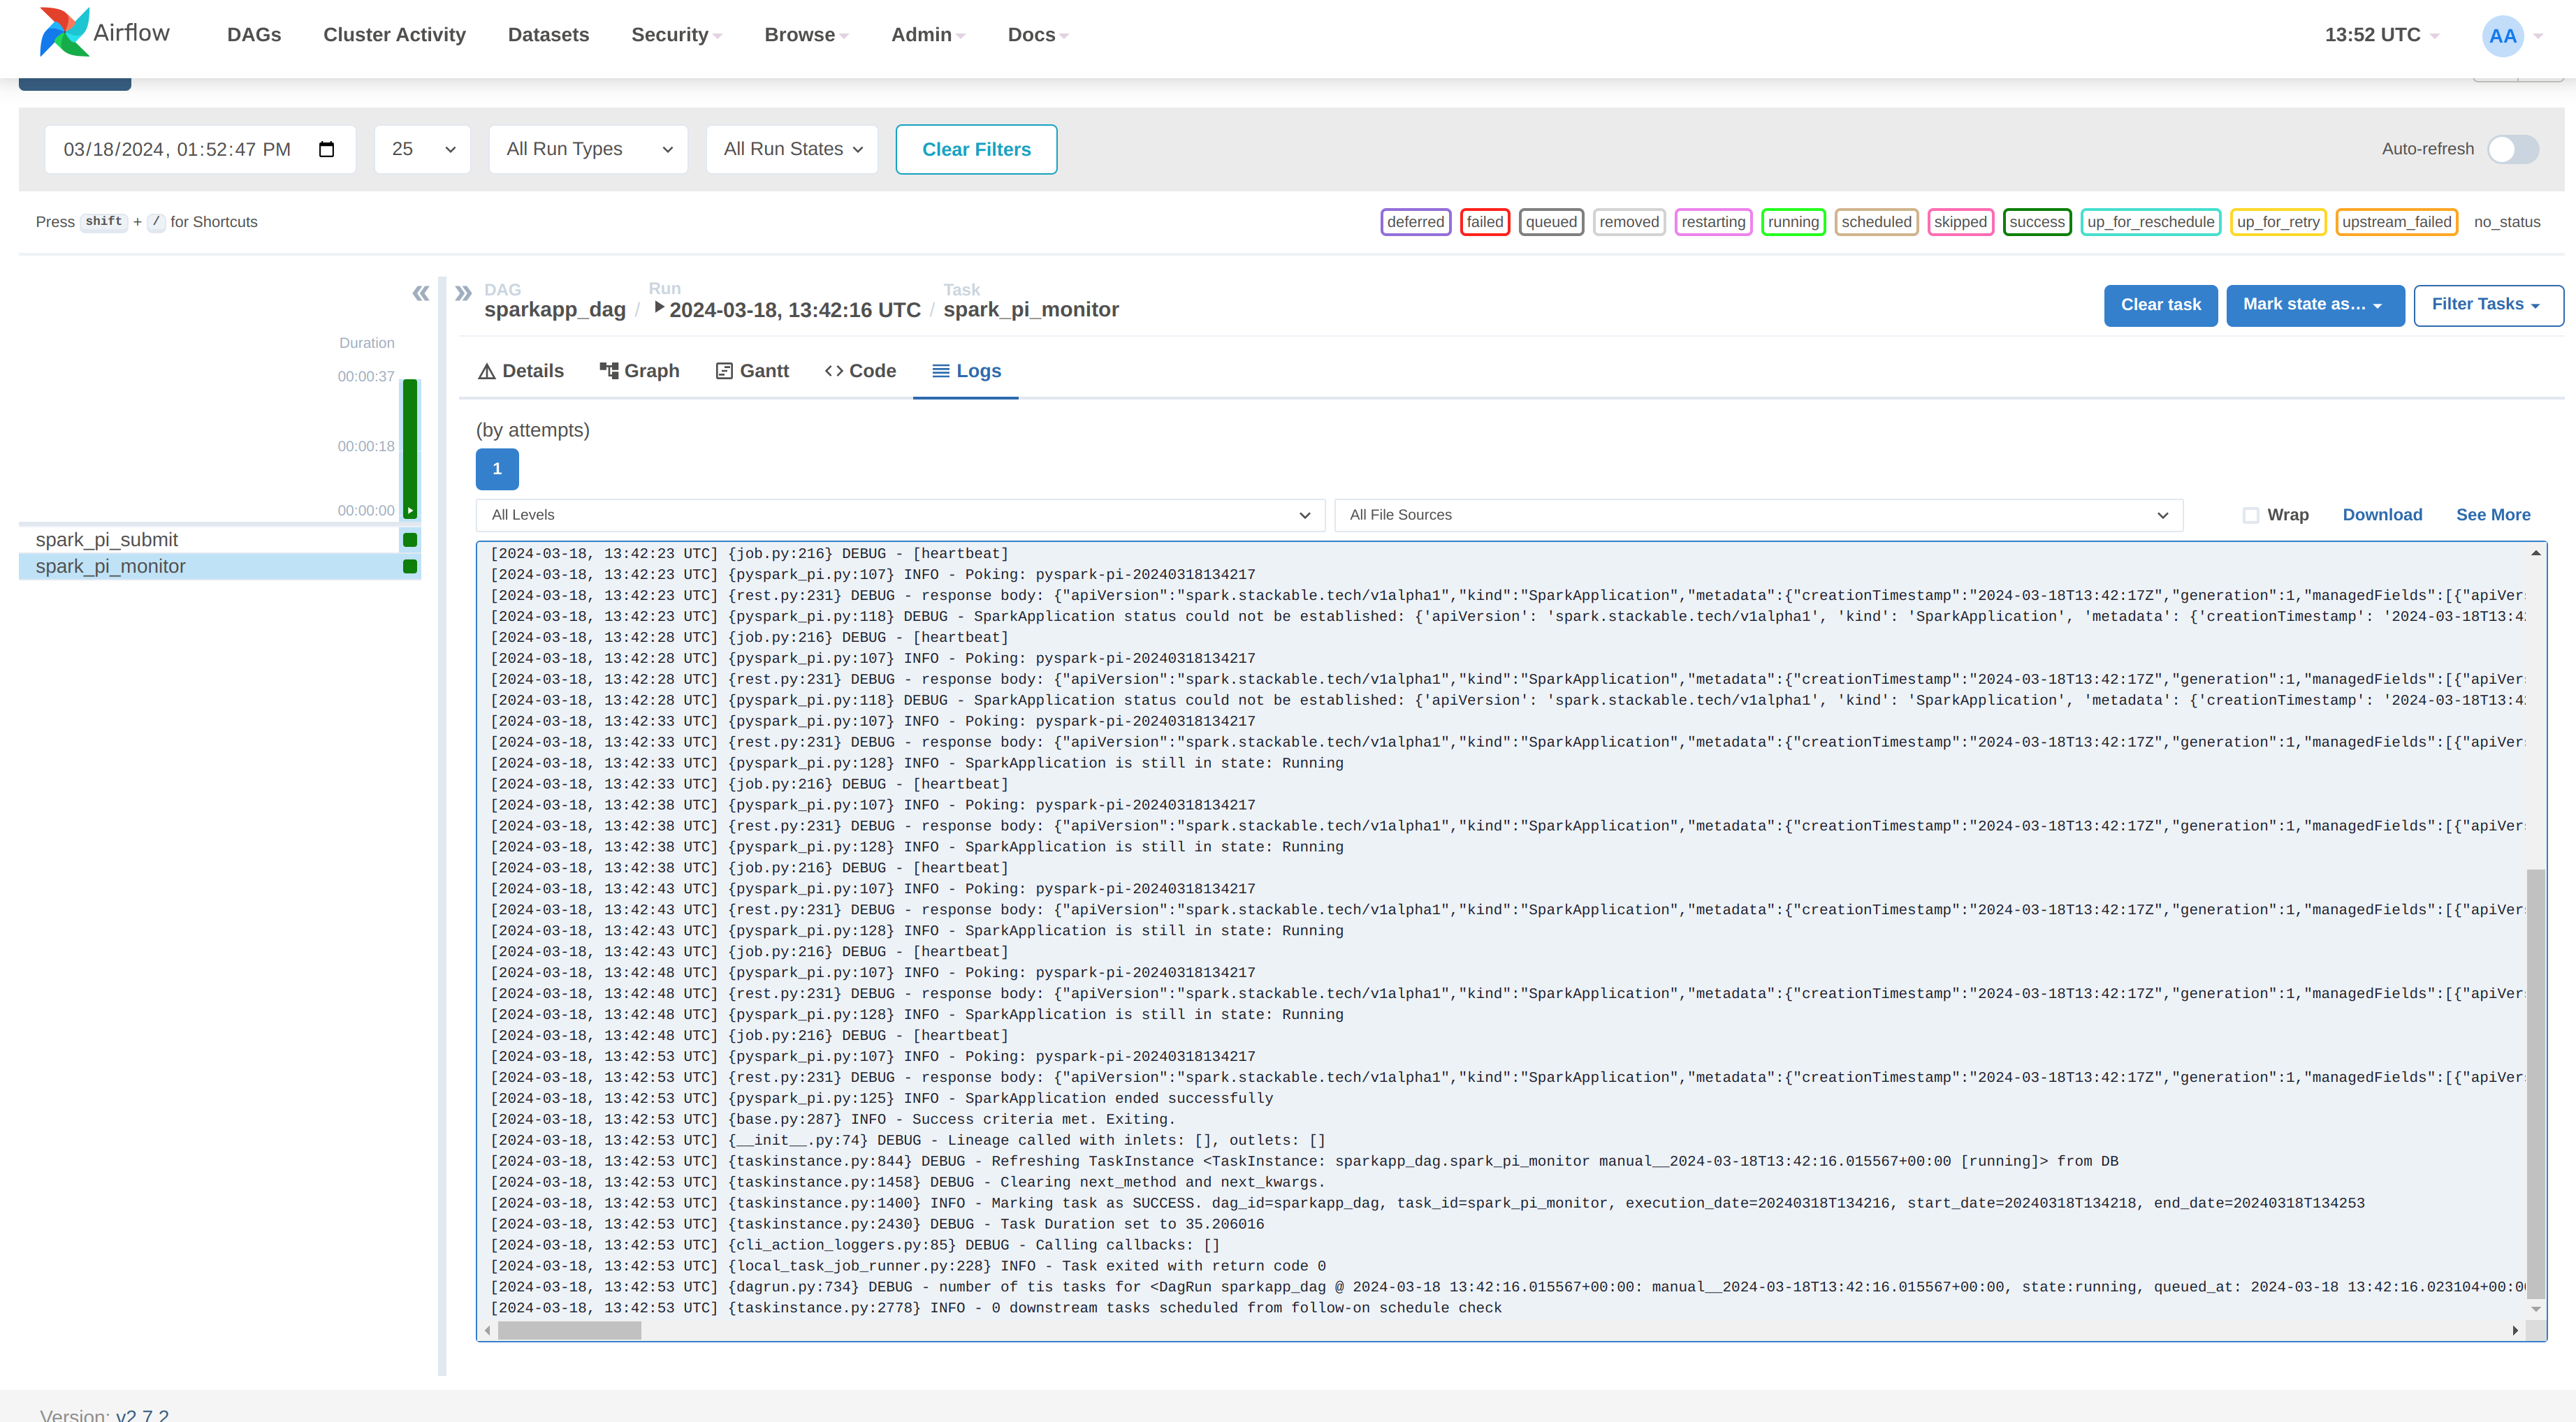 Airflow DAGs Cluster Activity Datasets Security Browse Admin Docs 13:52 UTC AA
03/18/2024, 01:52:47 PM 25 All Run Types All Run States Clear Filters Auto-refresh
Press shift + / for Shortcuts deferred failed queued removed restarting running scheduled skipped success up_for_reschedule up_for_retry upstream_failed no_status
« » DAG Run Task
sparkapp_dag / 2024-03-18, 13:42:16 UTC / spark_pi_monitor Clear task Mark state as… Filter Tasks
Duration
00:00:37
00:00:18
00:00:00
spark_pi_submit
spark_pi_monitor
Details Graph Gantt Code Logs
(by attempts)
1
All Levels All File Sources Wrap Download See More
[2024-03-18, 13:42:23 UTC] {job.py:216} DEBUG - [heartbeat]
[2024-03-18, 13:42:23 UTC] {pyspark_pi.py:107} INFO - Poking: pyspark-pi-20240318134217
[2024-03-18, 13:42:23 UTC] {rest.py:231} DEBUG - response body: {"apiVersion":"spark.stackable.tech/v1alpha1","kind":"SparkApplication","metadata":{"creationTimestamp":"2024-03-18T13:42:17Z","generation":1,"managedFields":[{"apiVer
[2024-03-18, 13:42:23 UTC] {pyspark_pi.py:118} DEBUG - SparkApplication status could not be established: {'apiVersion': 'spark.stackable.tech/v1alpha1', 'kind': 'SparkApplication', 'metadata': {'creationTimestamp': '2024-03-18T13:42
[2024-03-18, 13:42:28 UTC] {job.py:216} DEBUG - [heartbeat]
[2024-03-18, 13:42:28 UTC] {pyspark_pi.py:107} INFO - Poking: pyspark-pi-20240318134217
[2024-03-18, 13:42:28 UTC] {rest.py:231} DEBUG - response body: {"apiVersion":"spark.stackable.tech/v1alpha1","kind":"SparkApplication","metadata":{"creationTimestamp":"2024-03-18T13:42:17Z","generation":1,"managedFields":[{"apiVer
[2024-03-18, 13:42:28 UTC] {pyspark_pi.py:118} DEBUG - SparkApplication status could not be established: {'apiVersion': 'spark.stackable.tech/v1alpha1', 'kind': 'SparkApplication', 'metadata': {'creationTimestamp': '2024-03-18T13:42
[2024-03-18, 13:42:33 UTC] {pyspark_pi.py:107} INFO - Poking: pyspark-pi-20240318134217
[2024-03-18, 13:42:33 UTC] {rest.py:231} DEBUG - response body: {"apiVersion":"spark.stackable.tech/v1alpha1","kind":"SparkApplication","metadata":{"creationTimestamp":"2024-03-18T13:42:17Z","generation":1,"managedFields":[{"apiVer
[2024-03-18, 13:42:33 UTC] {pyspark_pi.py:128} INFO - SparkApplication is still in state: Running
[2024-03-18, 13:42:33 UTC] {job.py:216} DEBUG - [heartbeat]
[2024-03-18, 13:42:38 UTC] {pyspark_pi.py:107} INFO - Poking: pyspark-pi-20240318134217
[2024-03-18, 13:42:38 UTC] {rest.py:231} DEBUG - response body: {"apiVersion":"spark.stackable.tech/v1alpha1","kind":"SparkApplication","metadata":{"creationTimestamp":"2024-03-18T13:42:17Z","generation":1,"managedFields":[{"apiVer
[2024-03-18, 13:42:38 UTC] {pyspark_pi.py:128} INFO - SparkApplication is still in state: Running
[2024-03-18, 13:42:38 UTC] {job.py:216} DEBUG - [heartbeat]
[2024-03-18, 13:42:43 UTC] {pyspark_pi.py:107} INFO - Poking: pyspark-pi-20240318134217
[2024-03-18, 13:42:43 UTC] {rest.py:231} DEBUG - response body: {"apiVersion":"spark.stackable.tech/v1alpha1","kind":"SparkApplication","metadata":{"creationTimestamp":"2024-03-18T13:42:17Z","generation":1,"managedFields":[{"apiVer
[2024-03-18, 13:42:43 UTC] {pyspark_pi.py:128} INFO - SparkApplication is still in state: Running
[2024-03-18, 13:42:43 UTC] {job.py:216} DEBUG - [heartbeat]
[2024-03-18, 13:42:48 UTC] {pyspark_pi.py:107} INFO - Poking: pyspark-pi-20240318134217
[2024-03-18, 13:42:48 UTC] {rest.py:231} DEBUG - response body: {"apiVersion":"spark.stackable.tech/v1alpha1","kind":"SparkApplication","metadata":{"creationTimestamp":"2024-03-18T13:42:17Z","generation":1,"managedFields":[{"apiVer
[2024-03-18, 13:42:48 UTC] {pyspark_pi.py:128} INFO - SparkApplication is still in state: Running
[2024-03-18, 13:42:48 UTC] {job.py:216} DEBUG - [heartbeat]
[2024-03-18, 13:42:53 UTC] {pyspark_pi.py:107} INFO - Poking: pyspark-pi-20240318134217
[2024-03-18, 13:42:53 UTC] {rest.py:231} DEBUG - response body: {"apiVersion":"spark.stackable.tech/v1alpha1","kind":"SparkApplication","metadata":{"creationTimestamp":"2024-03-18T13:42:17Z","generation":1,"managedFields":[{"apiVer
[2024-03-18, 13:42:53 UTC] {pyspark_pi.py:125} INFO - SparkApplication ended successfully
[2024-03-18, 13:42:53 UTC] {base.py:287} INFO - Success criteria met. Exiting.
[2024-03-18, 13:42:53 UTC] {__init__.py:74} DEBUG - Lineage called with inlets: [], outlets: []
[2024-03-18, 13:42:53 UTC] {taskinstance.py:844} DEBUG - Refreshing TaskInstance <TaskInstance: sparkapp_dag.spark_pi_monitor manual__2024-03-18T13:42:16.015567+00:00 [running]> from DB
[2024-03-18, 13:42:53 UTC] {taskinstance.py:1458} DEBUG - Clearing next_method and next_kwargs.
[2024-03-18, 13:42:53 UTC] {taskinstance.py:1400} INFO - Marking task as SUCCESS. dag_id=sparkapp_dag, task_id=spark_pi_monitor, execution_date=20240318T134216, start_date=20240318T134218, end_date=20240318T134253
[2024-03-18, 13:42:53 UTC] {taskinstance.py:2430} DEBUG - Task Duration set to 35.206016
[2024-03-18, 13:42:53 UTC] {cli_action_loggers.py:85} DEBUG - Calling callbacks: []
[2024-03-18, 13:42:53 UTC] {local_task_job_runner.py:228} INFO - Task exited with return code 0
[2024-03-18, 13:42:53 UTC] {dagrun.py:734} DEBUG - number of tis tasks for <DagRun sparkapp_dag @ 2024-03-18 13:42:16.015567+00:00: manual__2024-03-18T13:42:16.015567+00:00, state:running, queued_at: 2024-03-18 13:42:16.023104+00:0
[2024-03-18, 13:42:53 UTC] {taskinstance.py:2778} INFO - 0 downstream tasks scheduled from follow-on schedule check
Version: v2.7.2